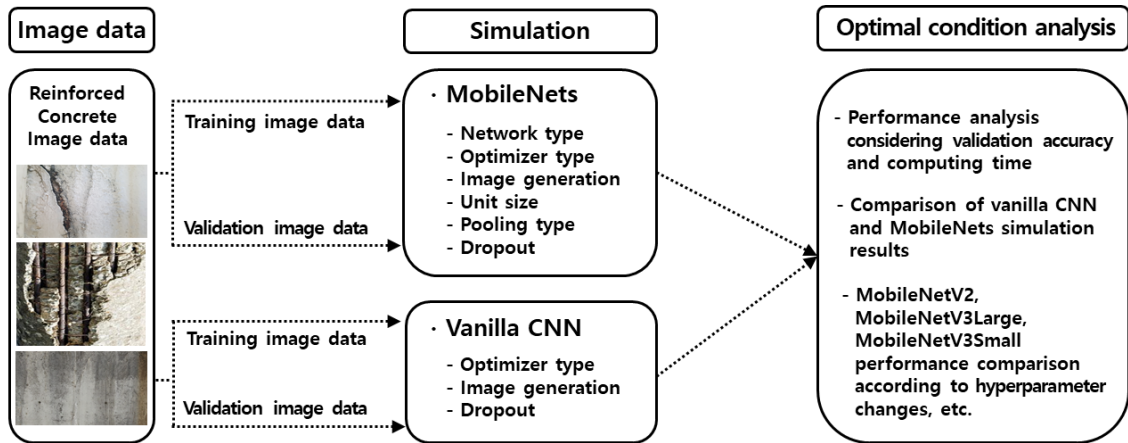 Image data
Reinforced
Concrete
Image data
Training image data
Validation image data
Training image data
Validation image data
Simulation
· MobileNets
- Network type
- Optimizer type
- Image generation
- Unit size
- Pooling type
- Dropout
· Vanilla CNN
- Optimizer type
- Image generation
- Dropout
Optimal condition analysis
- Performance analysis
considering validation accuracy
and computing time
- Comparison of vanilla CNN
and MobileNets simulation
results
- MobileNetV2,
MobileNetV3Large,
MobileNetV3Small
performance comparison
according to hyperparameter
changes, etc.